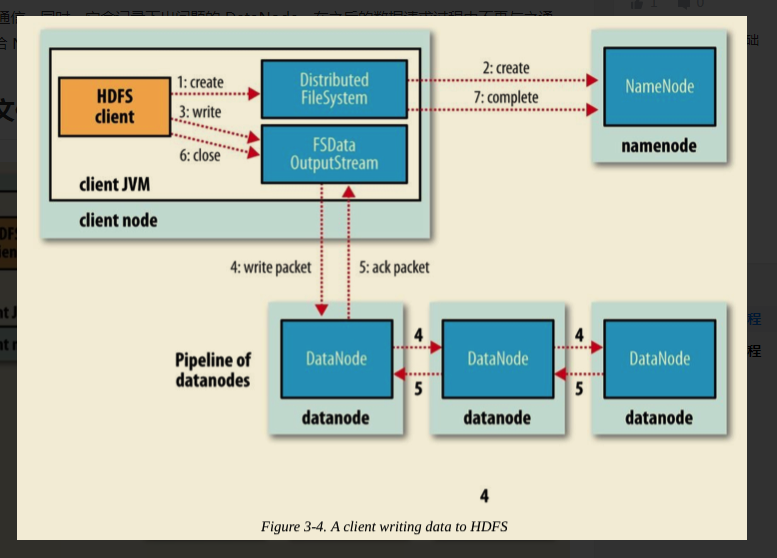 HDFS
client
1: create
3: write
6: close
Distributed
FileSystem
FSData
OutputStream
client JVM
client node
2: create
7: complete
NameNode
namenode
4: write packet
5: ack packet
Pipeline of
datanodes
DataNode
datanode
4
5
DataNode
datanode
4
5
DataNode
datanode
4
Figure 3-4. A client writing data to HDFS